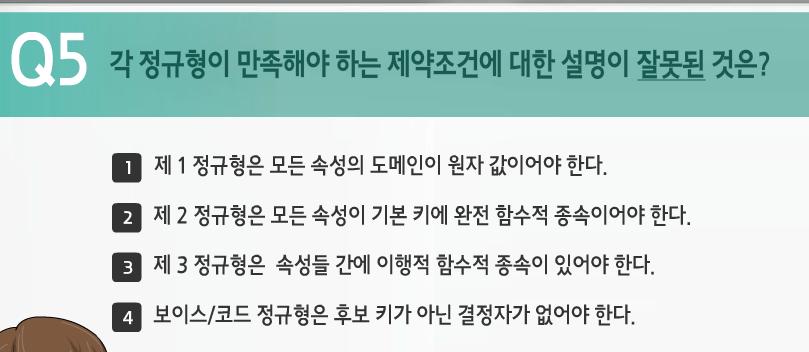 Q5 각 정규형이 만족해야 하는 제약조건에 대한 설명이 잘못된 것은?
1 제 1 정규형은 모든 속성의 도메인이 원자 값이어야 한다.
2 제 2 정규형은 모든 속성이 기본 키에 완전 함수적 종속이어야 한다.
3 제 3 정규형은 속성들 간에 이행적 함수적 종속이 있어야 한다.
4 보이스/코드 정규형은 후보 키가 아닌 결정자가 없어야 한다.